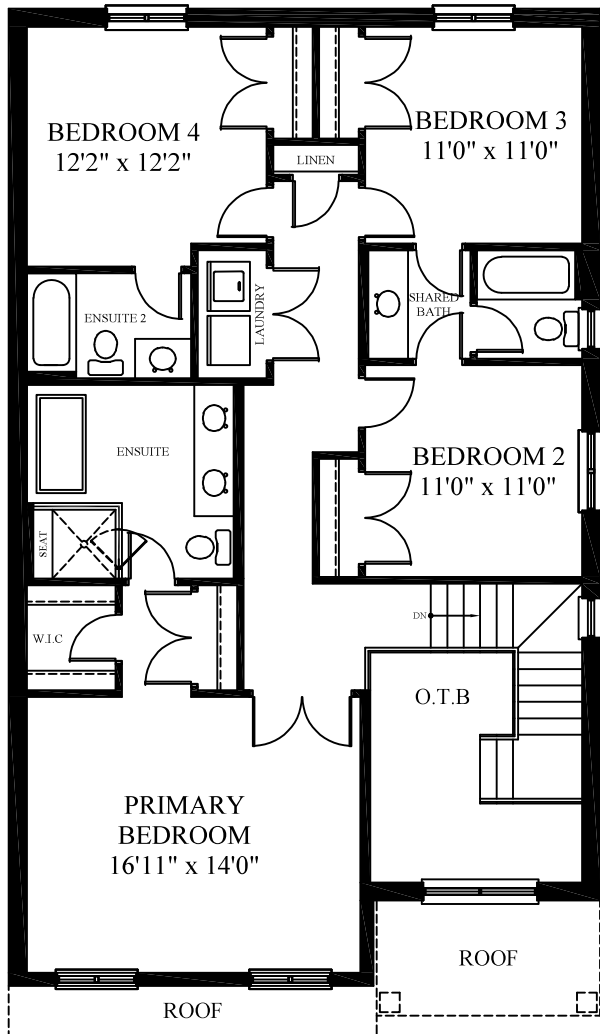 BEDROOM 4
12'2" x 12'2"
BEDROOM 3
11'0" x 11'0"
LINEN
LAUNDRY
ENSUITE 2
SHARED
BATH
ENSUITE
BEDROOM 2
11'0" x 11'0"
SEAT
W.I.C
DN
O.T.B
PRIMARY
BEDROOM
16'11" x 14'0"
ROOF
ROOF